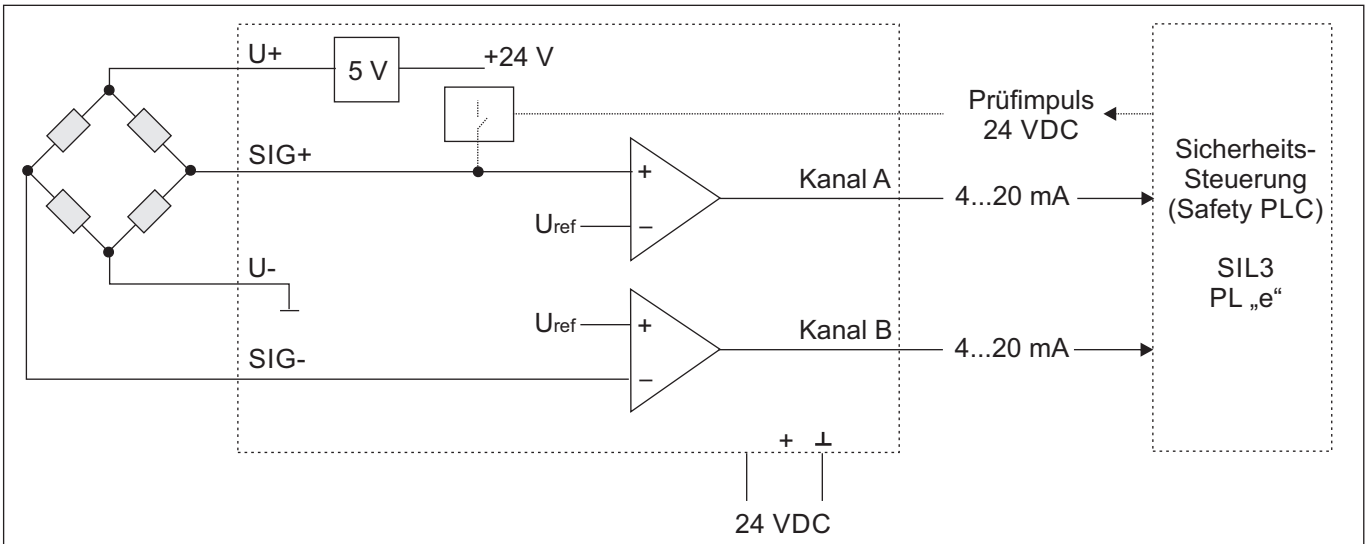 U+
5 V
+24 V
Prüfimpuls
24 VDC
SIG+
+
Uref
−
Kanal A
4...20 mA
Sicherheits-
Steuerung
(Safety PLC)
SIL3
PL „e“
U-
Uref
+
−
Kanal B
4...20 mA
SIG-
+ ⊥
24 VDC